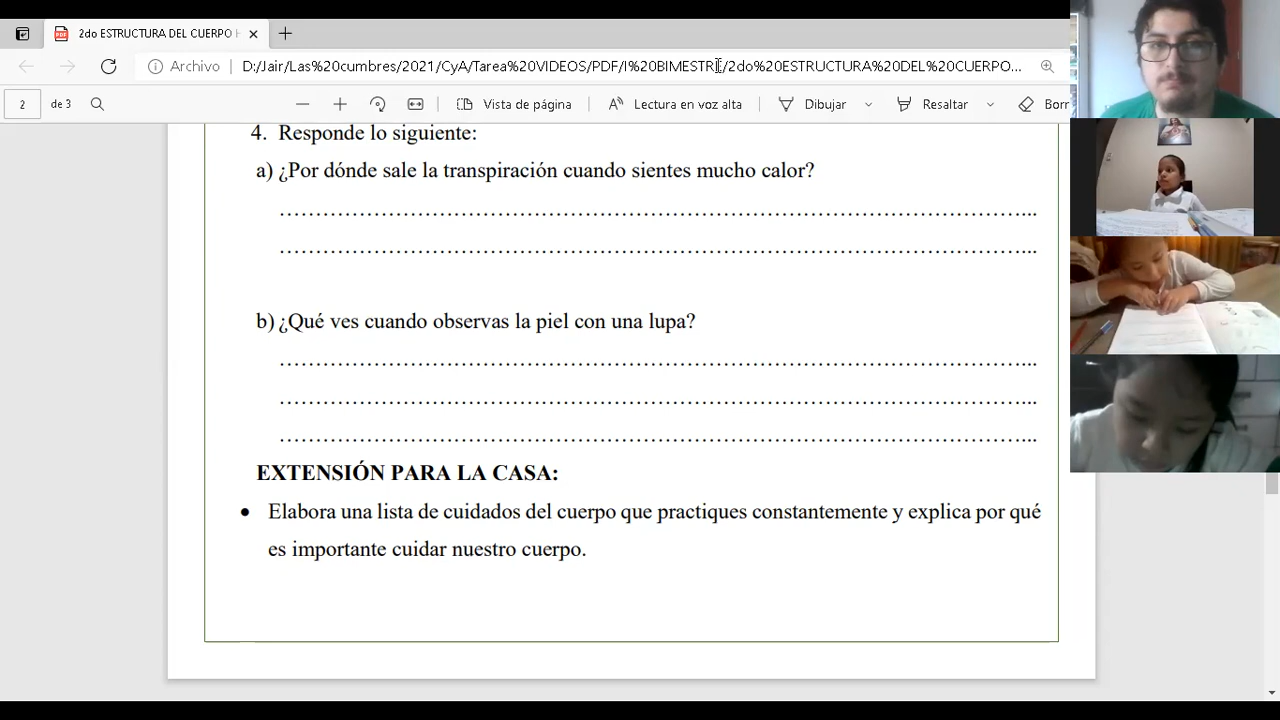 2do ESTRUCTURA DEL CUERPO H
Archivo D:/Jair/Las%20cumbres/2021/CyA/Tarea%20VIDEOS/PDF/I%20BIMESTRE/2do%20ESTRUCTURA%20DEL%20CUERPO...
2 de 3 Vista de página Lectura en voz alta Dibujar Resaltar Borr
4. Responde lo siguiente:
a) ¿Por dónde sale la transpiración cuando sientes mucho calor?
b) ¿Qué ves cuando observas la piel con una lupa?
EXTENSIÓN PARA LA CASA:
• Elabora una lista de cuidados del cuerpo que practiques constantemente y explica por qué
es importante cuidar nuestro cuerpo.